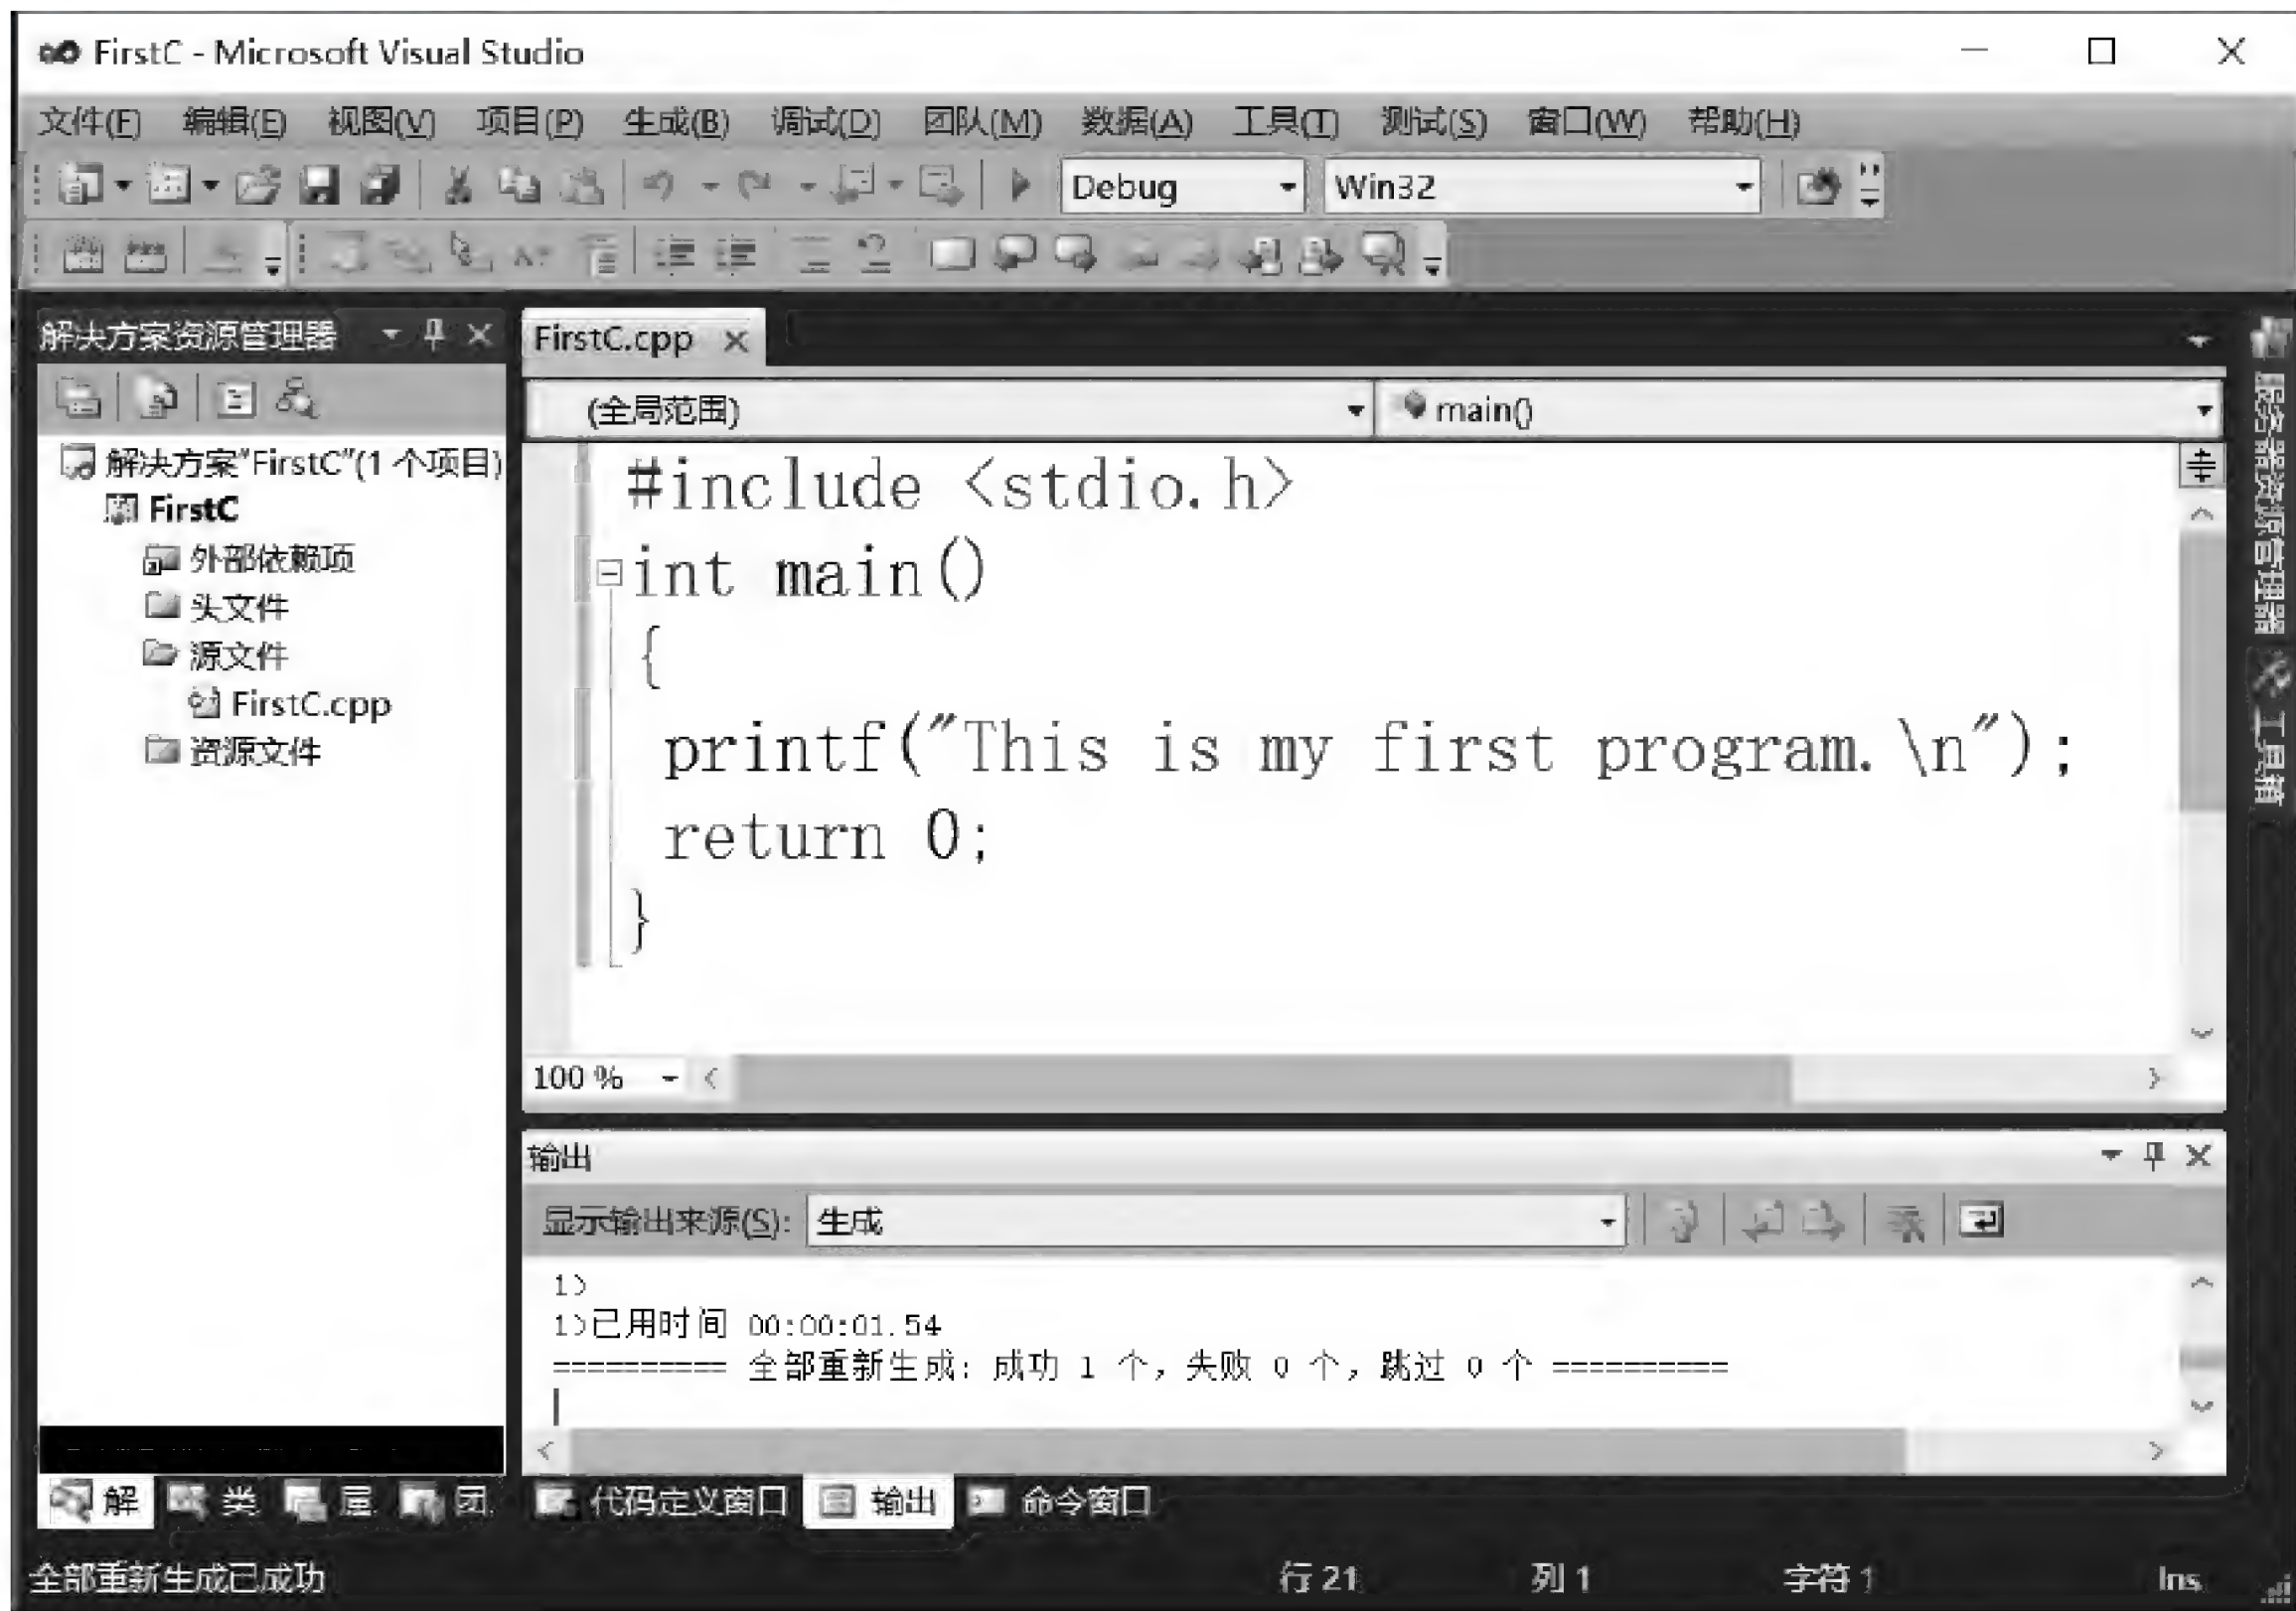 FirstC - Microsoft Visual Studio
文件(F) 编辑(E) 视图(V) 项目(P) 生成(B) 调试(D) 团队(M) 数据(A) 工具(T) 测试(S) 窗口(W) 帮助(H)
Debug Win32
解决方案资源管理器
解决方案"FirstC"(1 个项目)
FirstC
外部依赖项
头文件
源文件
FirstC.cpp
资源文件
FirstC.cpp
(全局范围) main()
#include <stdio.h>
int main()
{
printf("This is my first program.\n");
return 0;
}
100 %
输出
显示输出来源(S): 生成
1>
1>已用时间 00:00:01.54
========== 全部重新生成: 成功 1 个，失败 0 个，跳过 0 个 ==========
服务器资源管理器
工具箱
解 类 团.
代码定义窗口 输出 命令窗口
全部重新生成已成功 行 21 列 1 字符 1 Ins